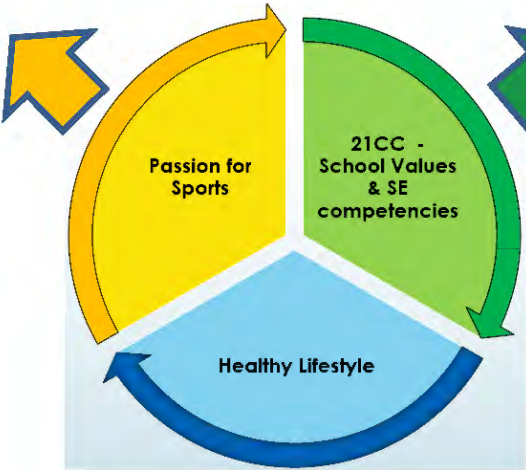 Passion for
Sports
21CC -
School Values
& SE
competencies
Healthy Lifestyle